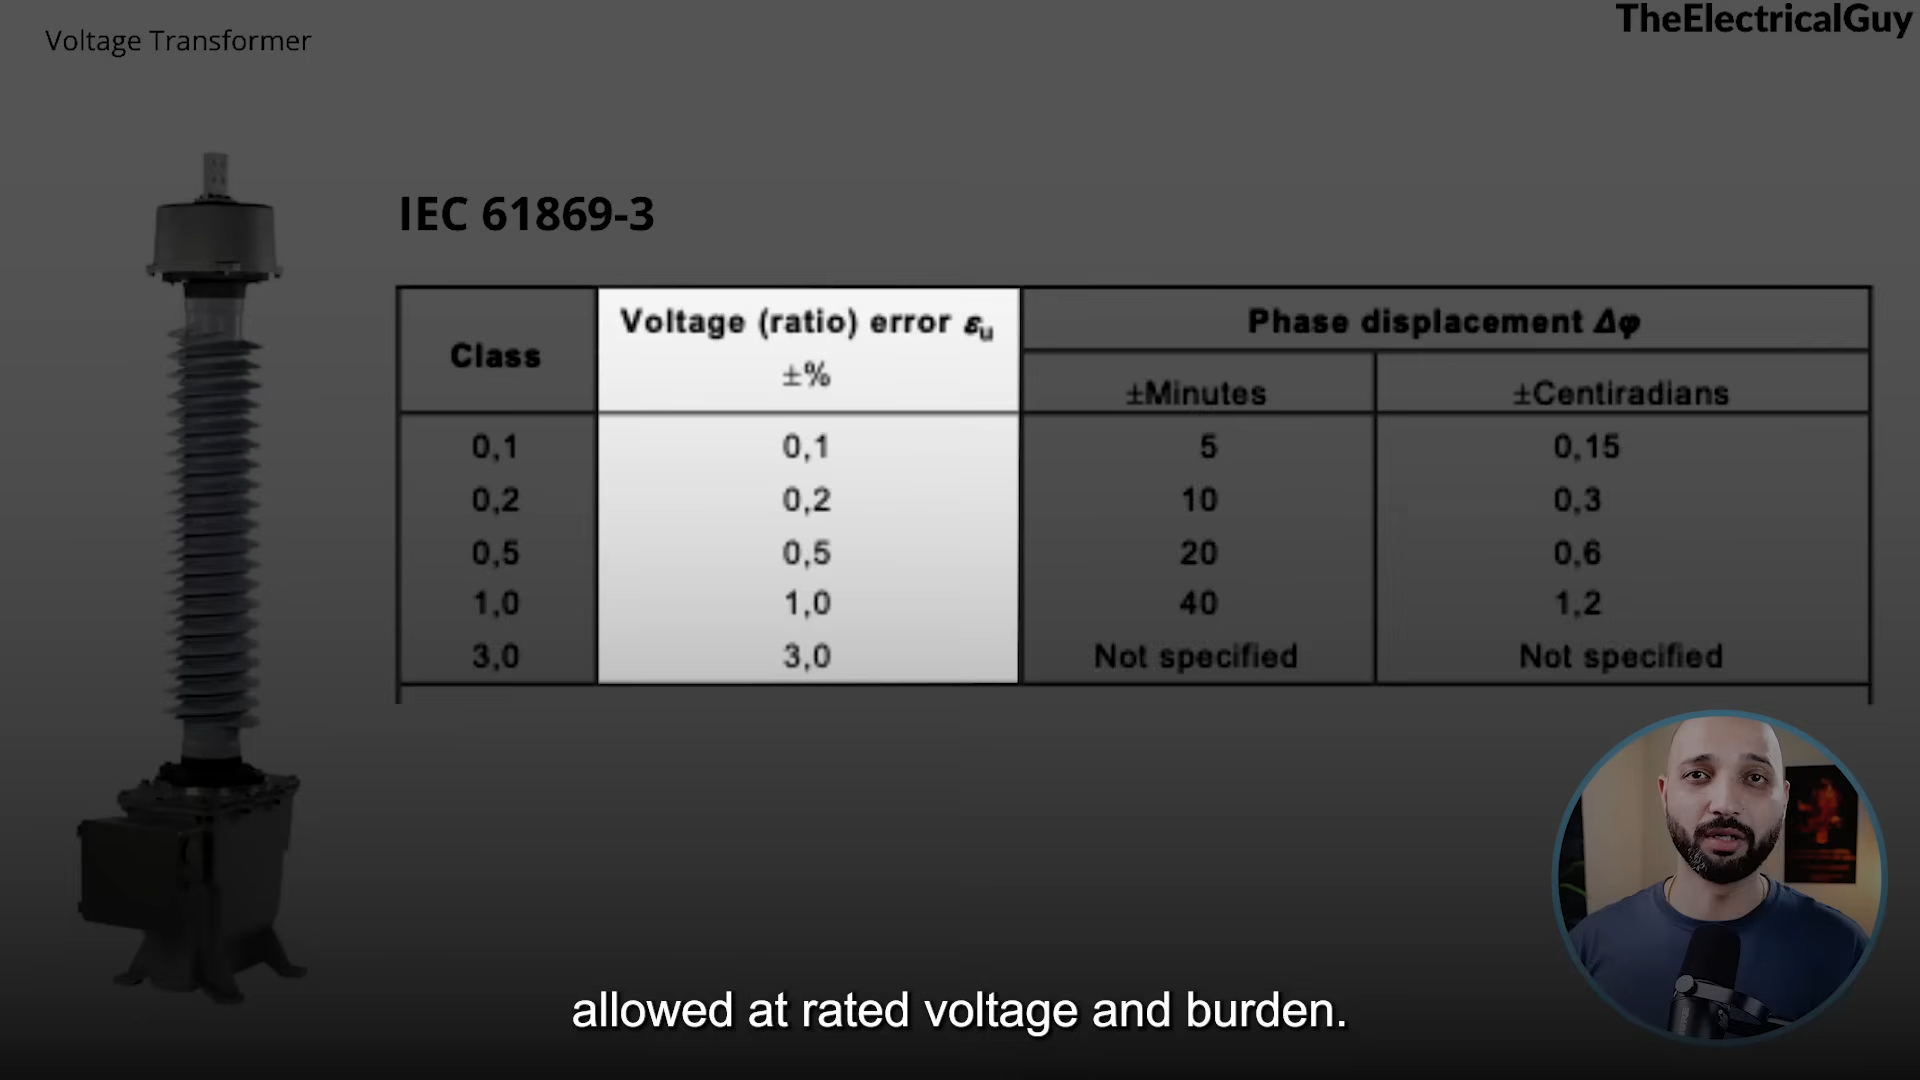 Voltage Transformer
TheElectricalGuy
IEC 61869-3
Class
Voltage (ratio) error εu
±%
Phase displacement Δφ
±Minutes
±Centiradians
0,1 0,1 5 0,15
0,2 0,2 10 0,3
0,5 0,5 20 0,6
1,0 1,0 40 1,2
3,0 3,0 Not specified Not specified
allowed at rated voltage and burden.